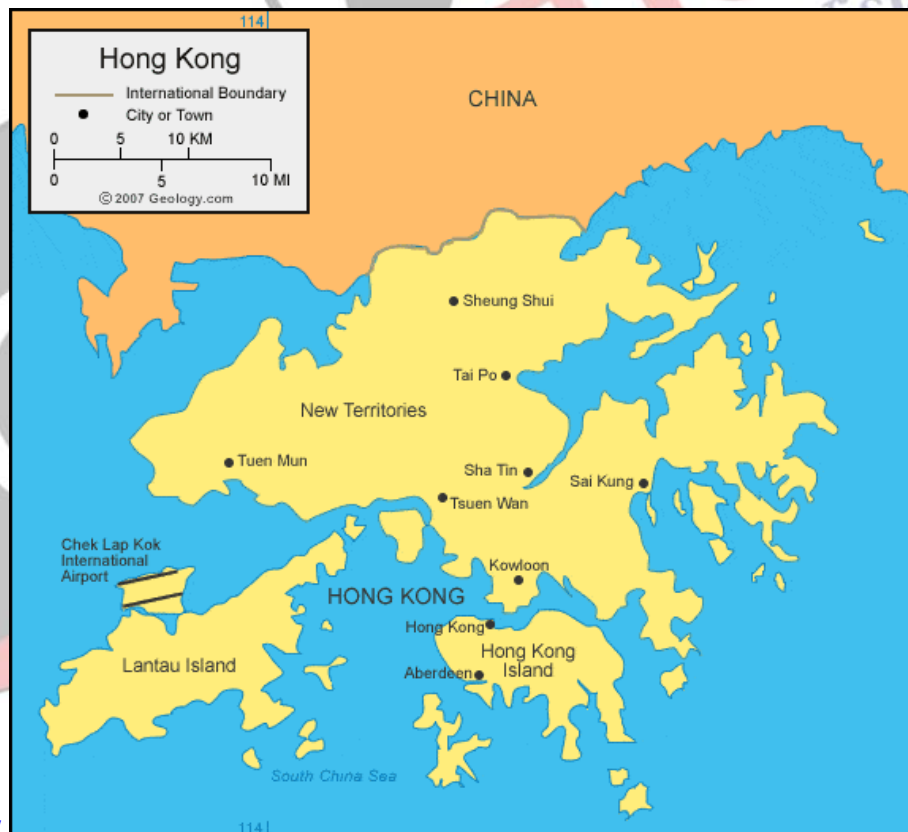 114
Hong Kong
International Boundary
City or Town
0 5 10 KM
0 5 10 MI
© 2007 Geology.com
CHINA
Sheung Shui
Tai Po
New Territories
Tuen Mun
Sha Tin
Sai Kung
Tsuen Wan
Chek Lap Kok
International
Airport
Kowloon
HONG KONG
Hong Kong
Hong Kong
Island
Lantau Island
Aberdeen
South China Sea
114